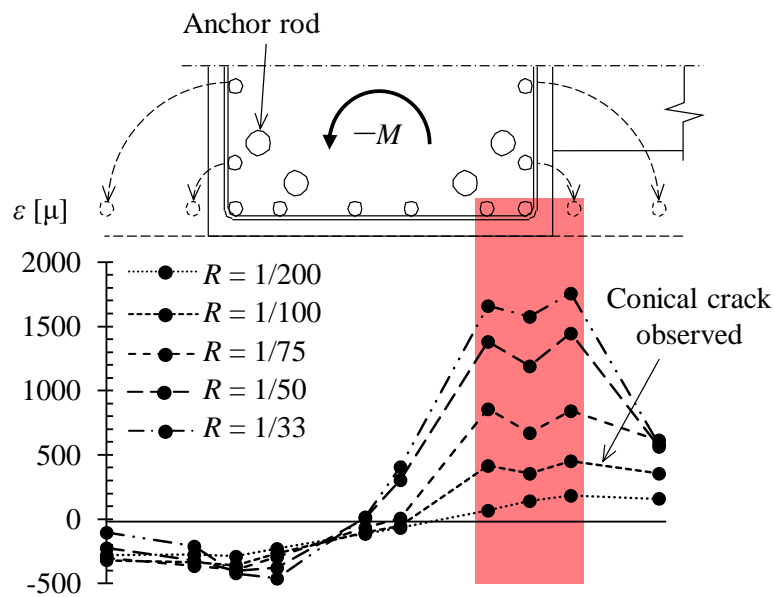 Anchor rod
−M
ε [μ]
2000
1500
1000
500
0
-500
R = 1/200
R = 1/100
R = 1/75
R = 1/50
R = 1/33
Conical crack
observed